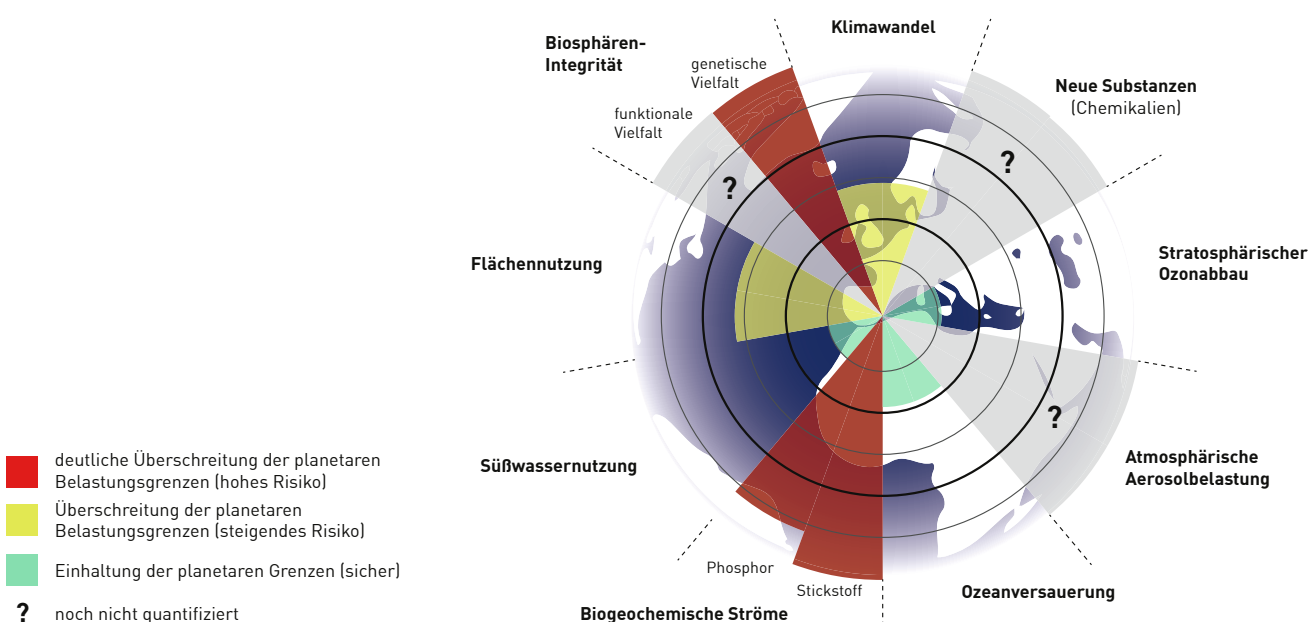 Klimawandel
Biosphären-
Integrität
genetische
Vielfalt
funktionale
Vielfalt
Neue Substanzen
(Chemikalien)
?
?
Stratosphärischer
Ozonabbau
Flächennutzung
?
Atmosphärische
Aerosolbelastung
Süßwassernutzung
Phosphor
Stickstoff
Biogeochemische Ströme
Ozeanversauerung
deutliche Überschreitung der planetaren
Belastungsgrenzen (hohes Risiko)
Überschreitung der planetaren
Belastungsgrenzen (steigendes Risiko)
Einhaltung der planetaren Grenzen (sicher)
? noch nicht quantifiziert